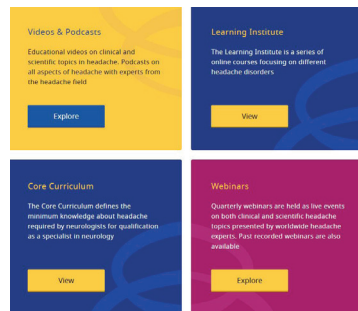 Videos & Podcasts
Educational videos on clinical and
scientific topics in headache. Podcasts on
all aspects of headache with experts from
the headache field
Explore
Learning Institute
The Learning Institute is a series of
online courses focusing on different
headache disorders
View
Core Curriculum
The Core Curriculum defines the
minimum knowledge about headache
required by neurologists for qualification
as a specialist in neurology
View
Webinars
Quarterly webinars are held as live events
on both clinical and scientific headache
topics presented by worldwide headache
experts. Past recorded webinars are also
available
Explore